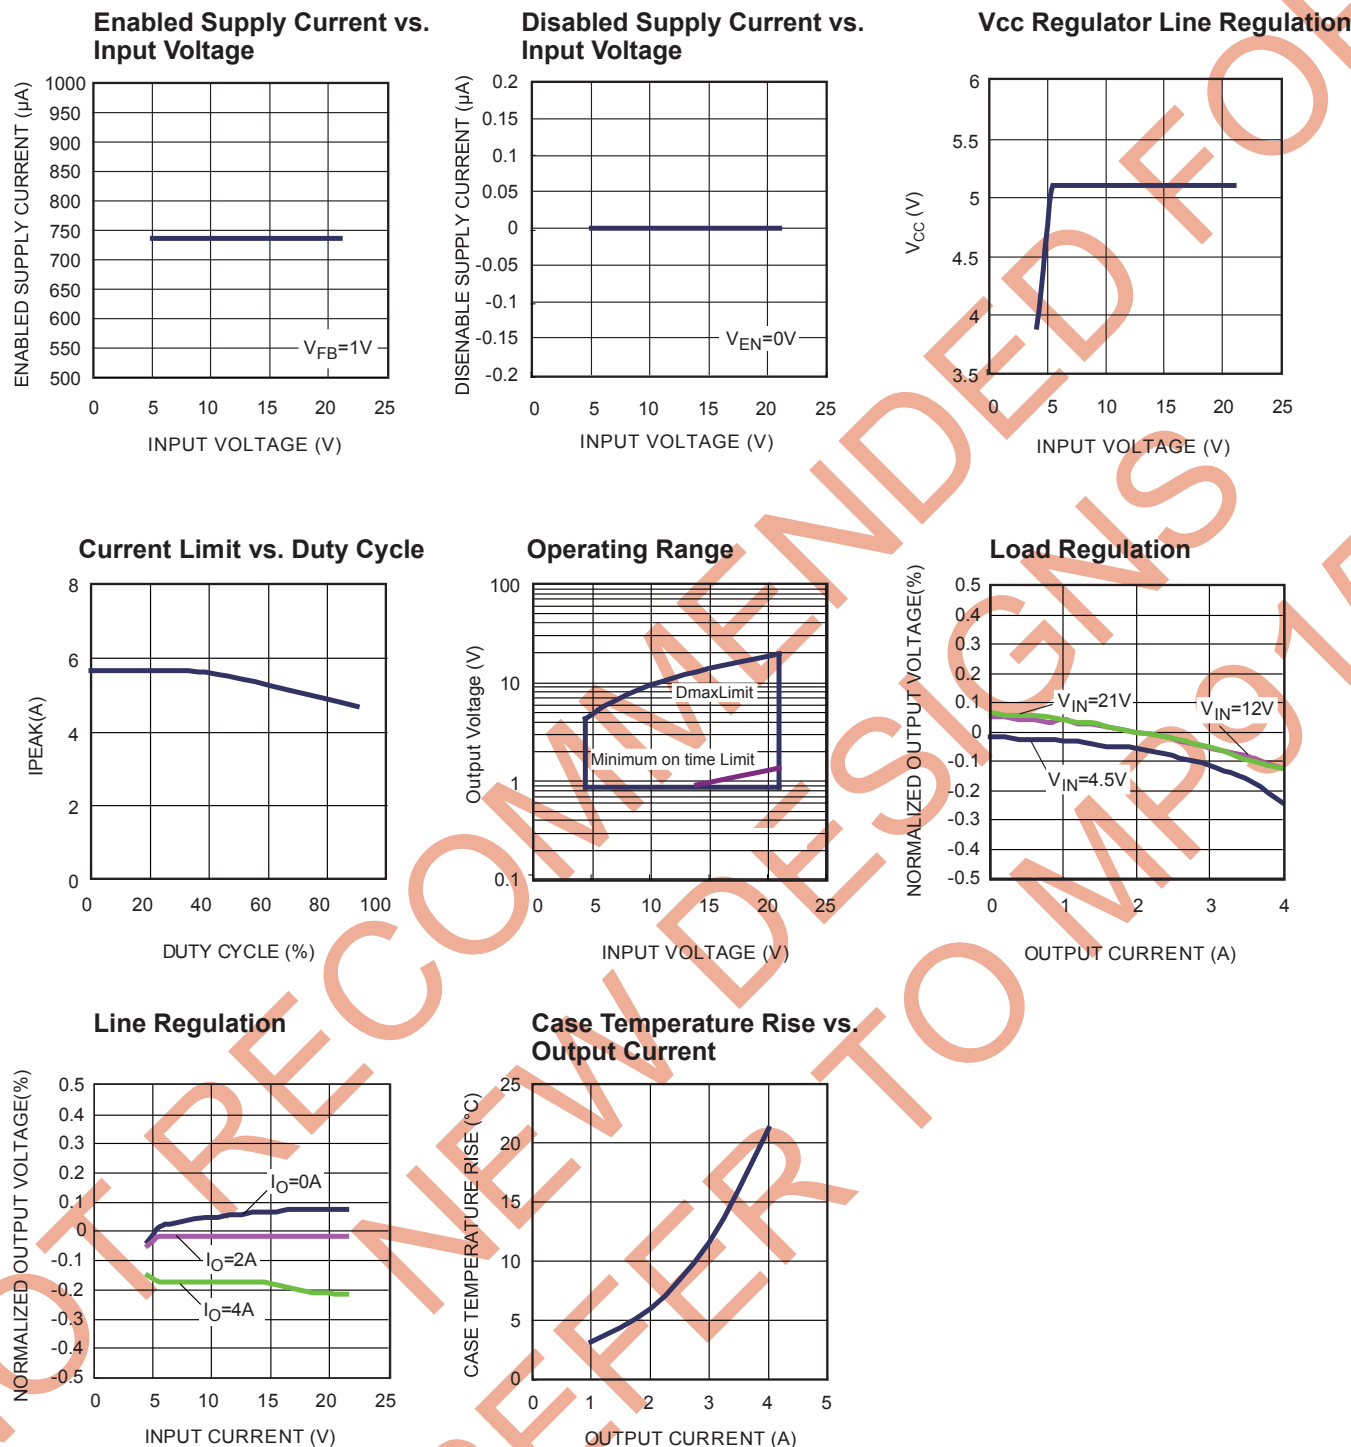 Enabled Supply Current vs.
Input Voltage
ENABLED SUPPLY CURRENT (µA)
1000
950
900
850
800
750
700
650
600
550
500
VFB=1V
0 5 10 15 20 25
INPUT VOLTAGE (V)
Disabled Supply Current vs.
Input Voltage
DISENABLE SUPPLY CURRENT (µA)
0.2
0.15
0.1
0.05
0
-0.05
-0.1
-0.15
-0.2
VEN=0V
0 5 10 15 20 25
INPUT VOLTAGE (V)
Vcc Regulator Line Regulation
VCC (V)
6
5.5
5
4.5
4
3.5
0 5 10 15 20 25
INPUT VOLTAGE (V)
Current Limit vs. Duty Cycle
IPEAK(A)
8
6
4
2
0
0 20 40 60 80 100
DUTY CYCLE (%)
Operating Range
Output Voltage (V)
100
10
1
0.1
DmaxLimit
Minimum on time Limit
0 5 10 15 20 25
INPUT VOLTAGE (V)
Load Regulation
NORMALIZED OUTPUT VOLTAGE(%)
0.5
0.4
0.3
0.2
0.1
0
-0.1
-0.2
-0.3
-0.4
-0.5
VIN=21V
VIN=12V
VIN=4.5V
0 1 2 3 4
OUTPUT CURRENT (A)
Line Regulation
NORMALIZED OUTPUT VOLTAGE(%)
0.5
0.4
0.3
0.2
0.1
0
-0.1
-0.2
-0.3
-0.4
-0.5
IO=0A
IO=2A
IO=4A
0 5 10 15 20 25
INPUT CURRENT (V)
Case Temperature Rise vs.
Output Current
CASE TEMPERATURE RISE (°C)
25
20
15
10
5
0
0 1 2 3 4 5
OUTPUT CURRENT (A)
OT RECOMMENDED FO
NEW DESIGNS
EFER TO MP91